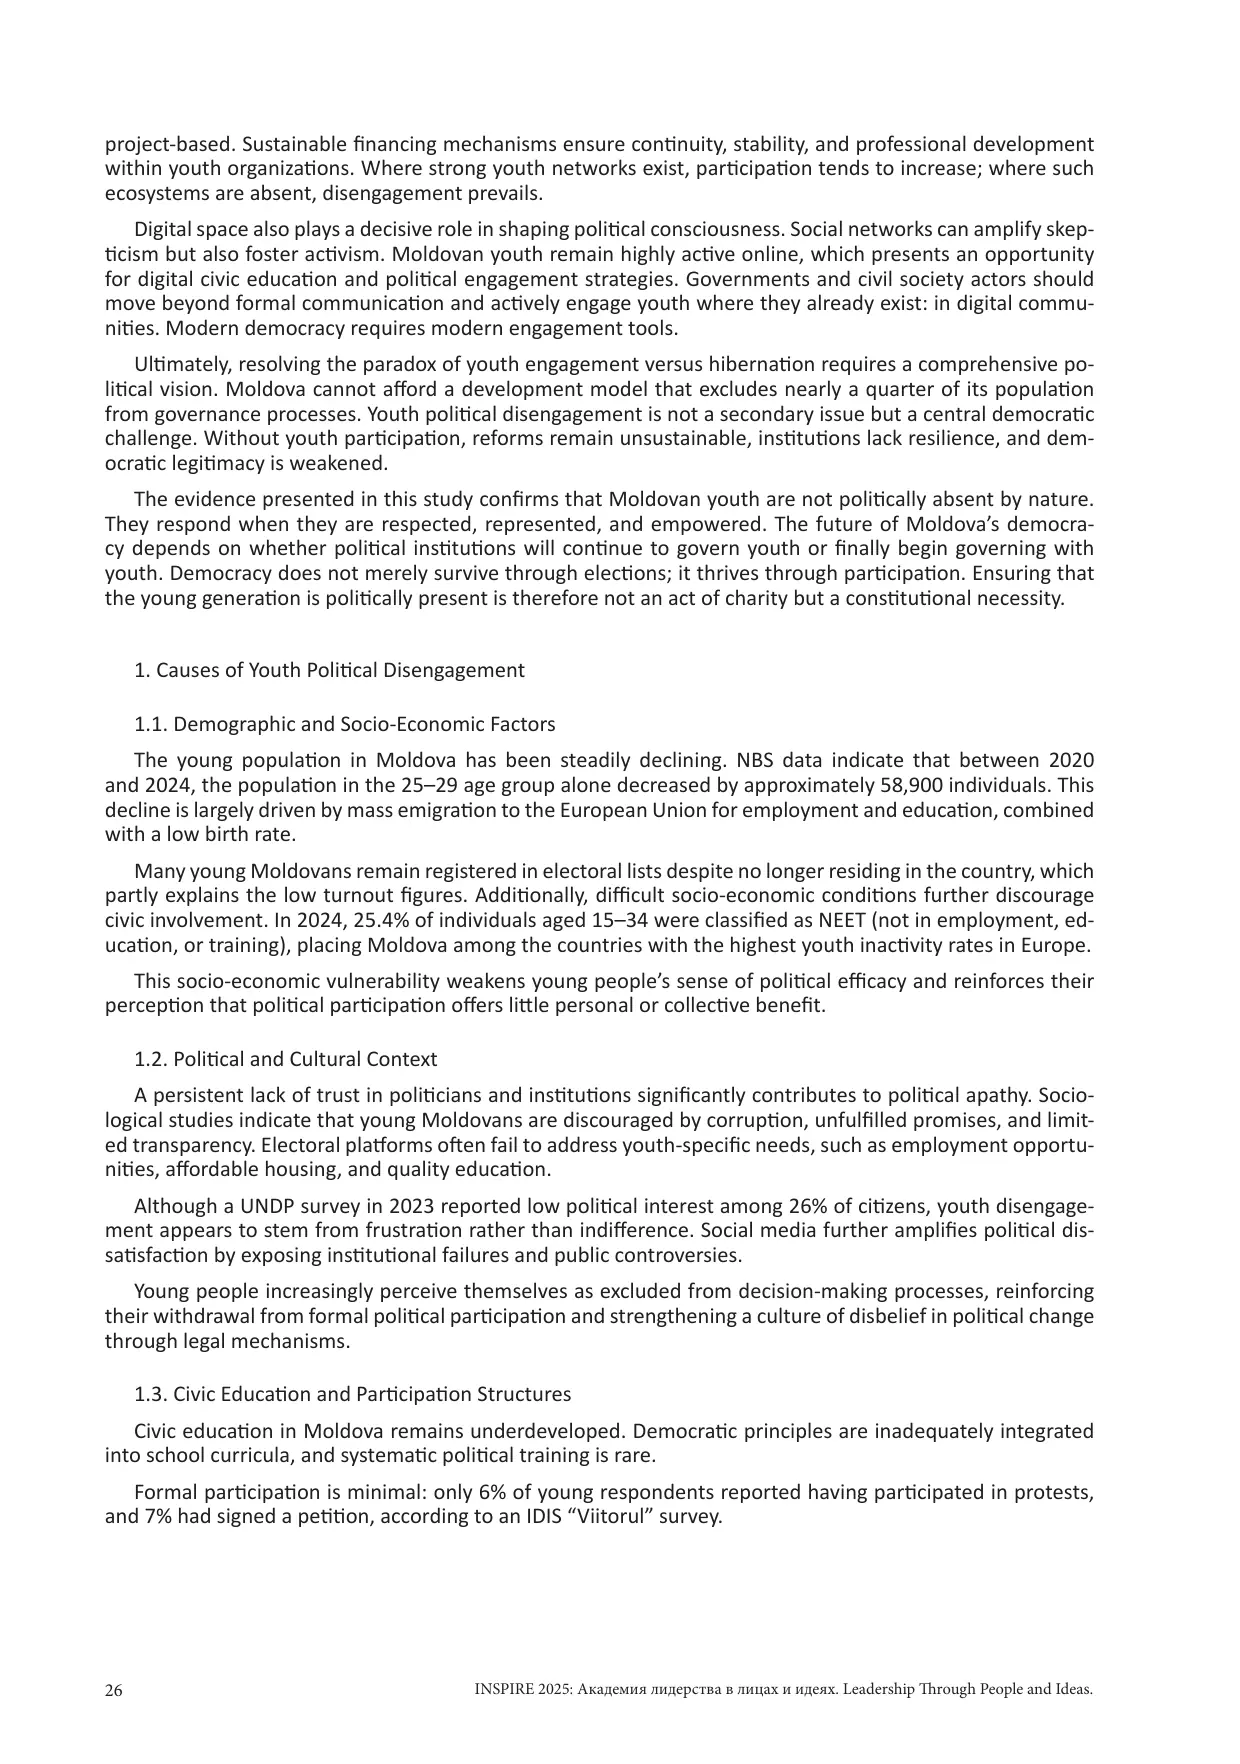 project-based. Sustainable financing mechanisms ensure continuity, stability, and professional development
within youth organizations. Where strong youth networks exist, participation tends to increase; where such
ecosystems are absent, disengagement prevails.
Digital space also plays a decisive role in shaping political consciousness. Social networks can amplify skep-
ticism but also foster activism. Moldovan youth remain highly active online, which presents an opportunity
for digital civic education and political engagement strategies. Governments and civil society actors should
move beyond formal communication and actively engage youth where they already exist: in digital commu-
nities. Modern democracy requires modern engagement tools.
Ultimately, resolving the paradox of youth engagement versus hibernation requires a comprehensive po-
litical vision. Moldova cannot afford a development model that excludes nearly a quarter of its population
from governance processes. Youth political disengagement is not a secondary issue but a central democratic
challenge. Without youth participation, reforms remain unsustainable, institutions lack resilience, and dem-
ocratic legitimacy is weakened.
The evidence presented in this study confirms that Moldovan youth are not politically absent by nature.
They respond when they are respected, represented, and empowered. The future of Moldova’s democra-
cy depends on whether political institutions will continue to govern youth or finally begin governing with
youth. Democracy does not merely survive through elections; it thrives through participation. Ensuring that
the young generation is politically present is therefore not an act of charity but a constitutional necessity.
1. Causes of Youth Political Disengagement
1.1. Demographic and Socio-Economic Factors
The young population in Moldova has been steadily declining. NBS data indicate that between 2020
and 2024, the population in the 25–29 age group alone decreased by approximately 58,900 individuals. This
decline is largely driven by mass emigration to the European Union for employment and education, combined
with a low birth rate.
Many young Moldovans remain registered in electoral lists despite no longer residing in the country, which
partly explains the low turnout figures. Additionally, difficult socio-economic conditions further discourage
civic involvement. In 2024, 25.4% of individuals aged 15–34 were classified as NEET (not in employment, ed-
ucation, or training), placing Moldova among the countries with the highest youth inactivity rates in Europe.
This socio-economic vulnerability weakens young people’s sense of political efficacy and reinforces their
perception that political participation offers little personal or collective benefit.
1.2. Political and Cultural Context
A persistent lack of trust in politicians and institutions significantly contributes to political apathy. Socio-
logical studies indicate that young Moldovans are discouraged by corruption, unfulfilled promises, and limit-
ed transparency. Electoral platforms often fail to address youth-specific needs, such as employment opportu-
nities, affordable housing, and quality education.
Although a UNDP survey in 2023 reported low political interest among 26% of citizens, youth disengage-
ment appears to stem from frustration rather than indifference. Social media further amplifies political dis-
satisfaction by exposing institutional failures and public controversies.
Young people increasingly perceive themselves as excluded from decision-making processes, reinforcing
their withdrawal from formal political participation and strengthening a culture of disbelief in political change
through legal mechanisms.
1.3. Civic Education and Participation Structures
Civic education in Moldova remains underdeveloped. Democratic principles are inadequately integrated
into school curricula, and systematic political training is rare.
Formal participation is minimal: only 6% of young respondents reported having participated in protests,
and 7% had signed a petition, according to an IDIS “Viitorul” survey.
26
INSPIRE 2025: Академия лидерства в лицах и идеях. Leadership Through People and Ideas.